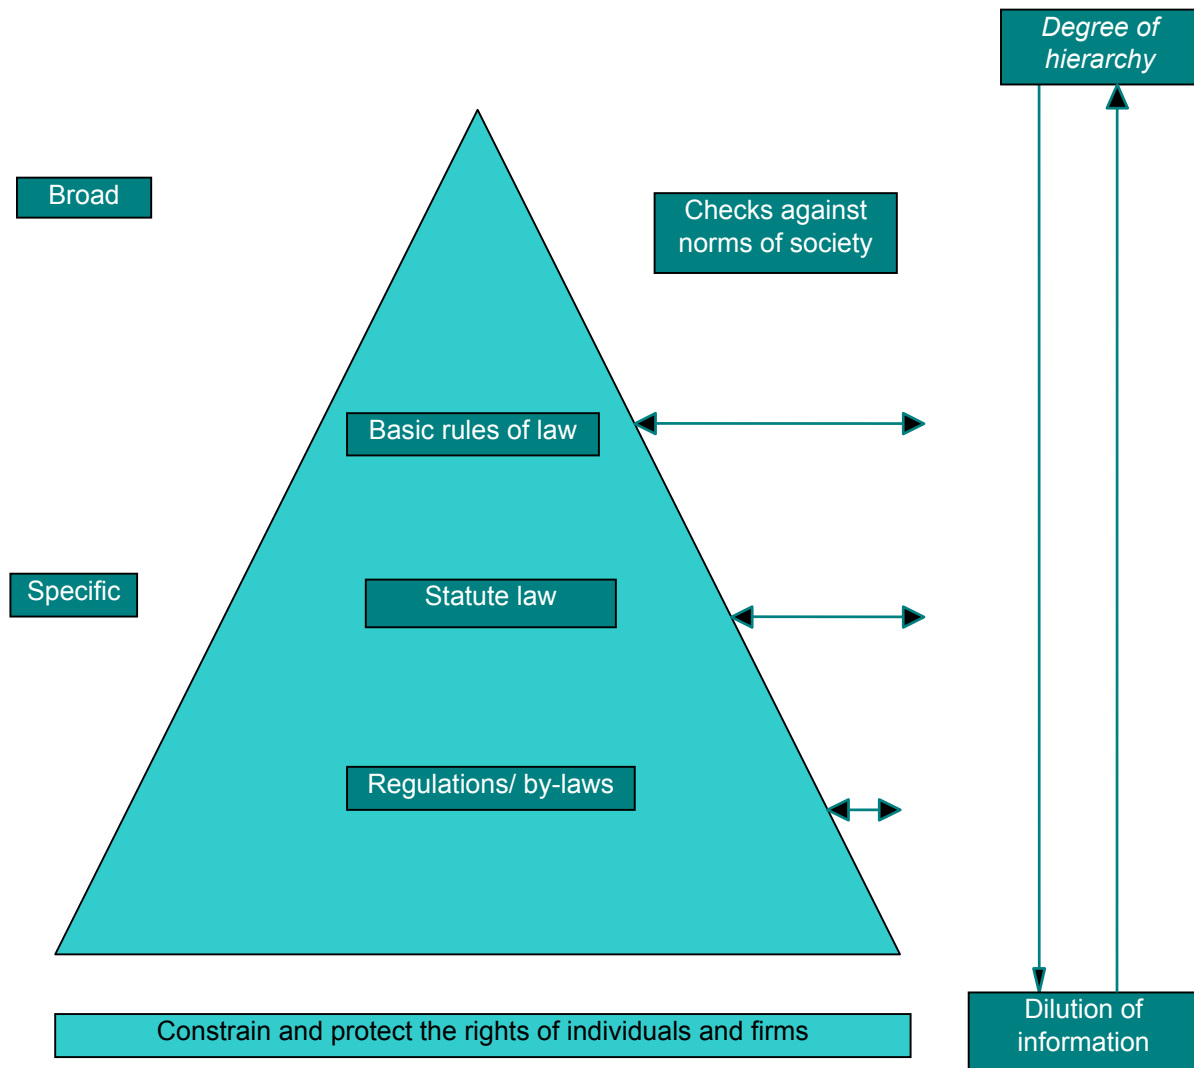 Degree of
hierarchy
Broad
Checks against
norms of society
Basic rules of law
Specific
Statute law
Regulations/ by-laws
Constrain and protect the rights of individuals and firms
Dilution of
information